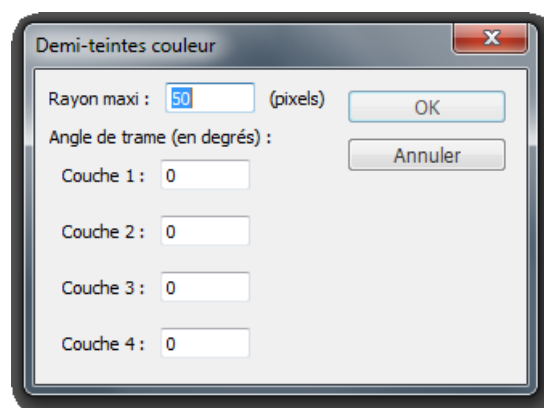 Demi-teintes couleur
Rayon maxi : 50 (pixels)
OK
Angle de trame (en degrés) :
Annuler
Couche 1 : 0
Couche 2 : 0
Couche 3 : 0
Couche 4 : 0